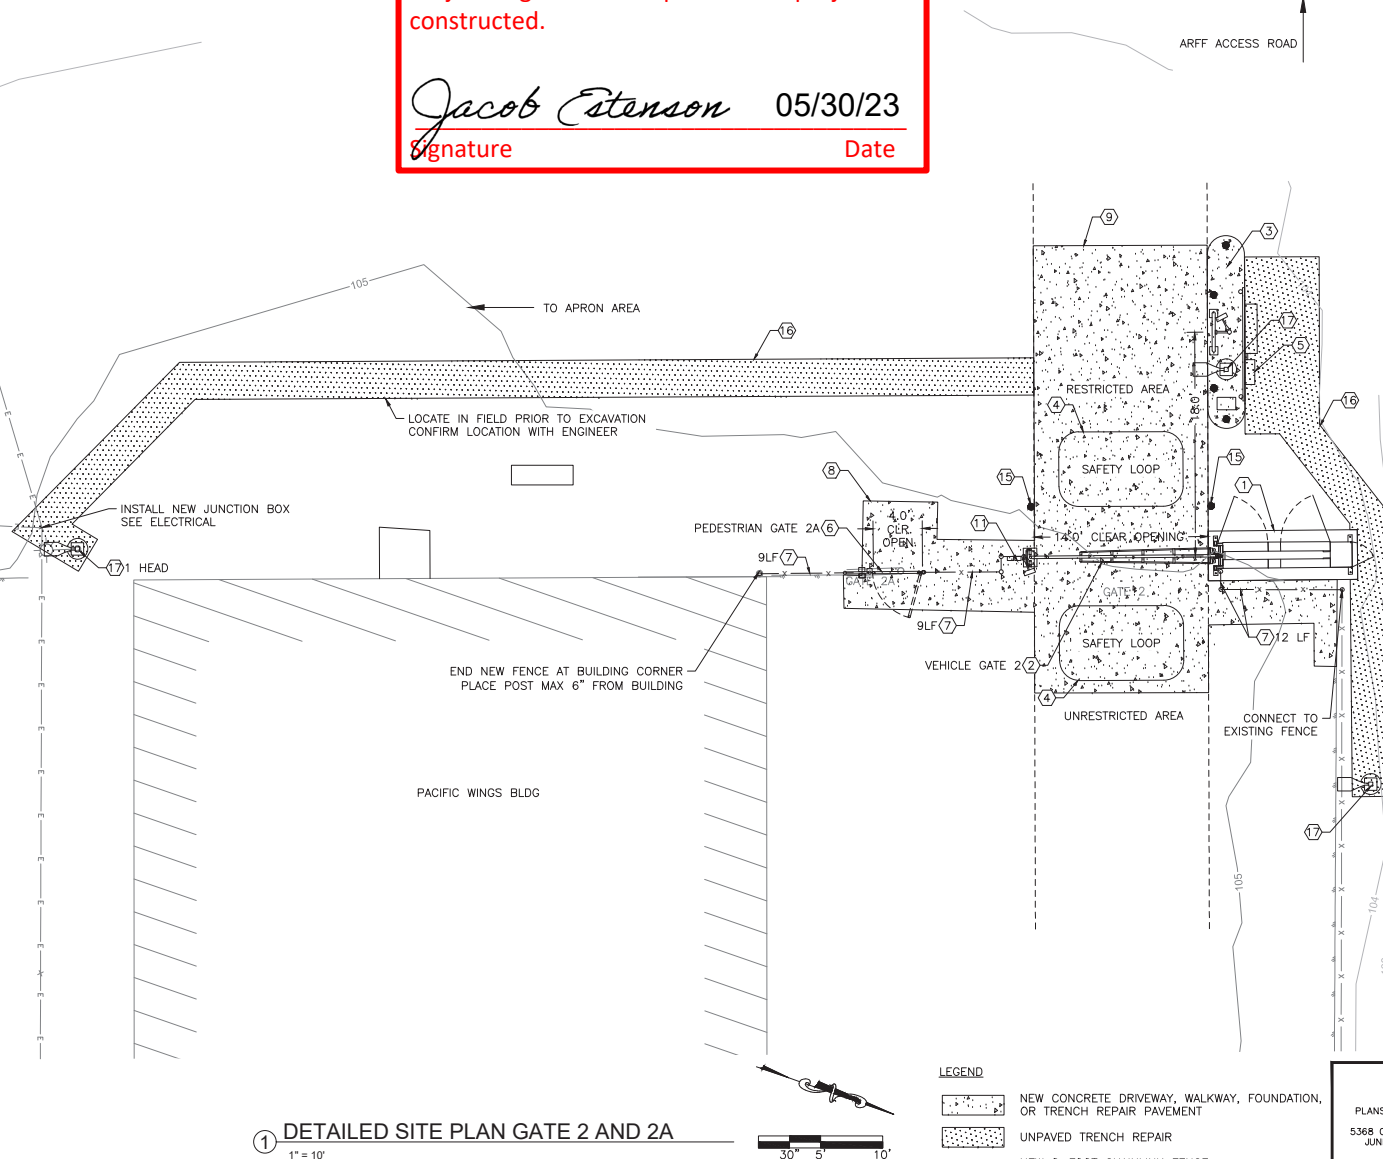 constructed.
Jacob Estenson 05/30/23
Signature Date
ARFF ACCESS ROAD
9
3
105
TO APRON AREA
16
17
5
RESTRICTED AREA
4
18.0'
16
LOCATE IN FIELD PRIOR TO EXCAVATION
CONFIRM LOCATION WITH ENGINEER
SAFETY LOOP
8
15
15
1
INSTALL NEW JUNCTION BOX
SEE ELECTRICAL
4.0'
CLR
OPEN
PEDESTRIAN GATE 2A 6
11
14.0' CLEAR OPENING
9LF 7
17 1 HEAD
GATE 2A
GATE 2
9LF 7
7 12 LF
SAFETY LOOP
END NEW FENCE AT BUILDING CORNER
PLACE POST MAX 6" FROM BUILDING
VEHICLE GATE 2 2
4
UNRESTRICTED AREA
CONNECT TO
EXISTING FENCE
PACIFIC WINGS BLDG
17
105
104
LEGEND
NEW CONCRETE DRIVEWAY, WALKWAY, FOUNDATION,
OR TRENCH REPAIR PAVEMENT
UNPAVED TRENCH REPAIR
PLANS
5368
1 DETAILED SITE PLAN GATE 2 AND 2A
1" = 10'
30" 5' 10'